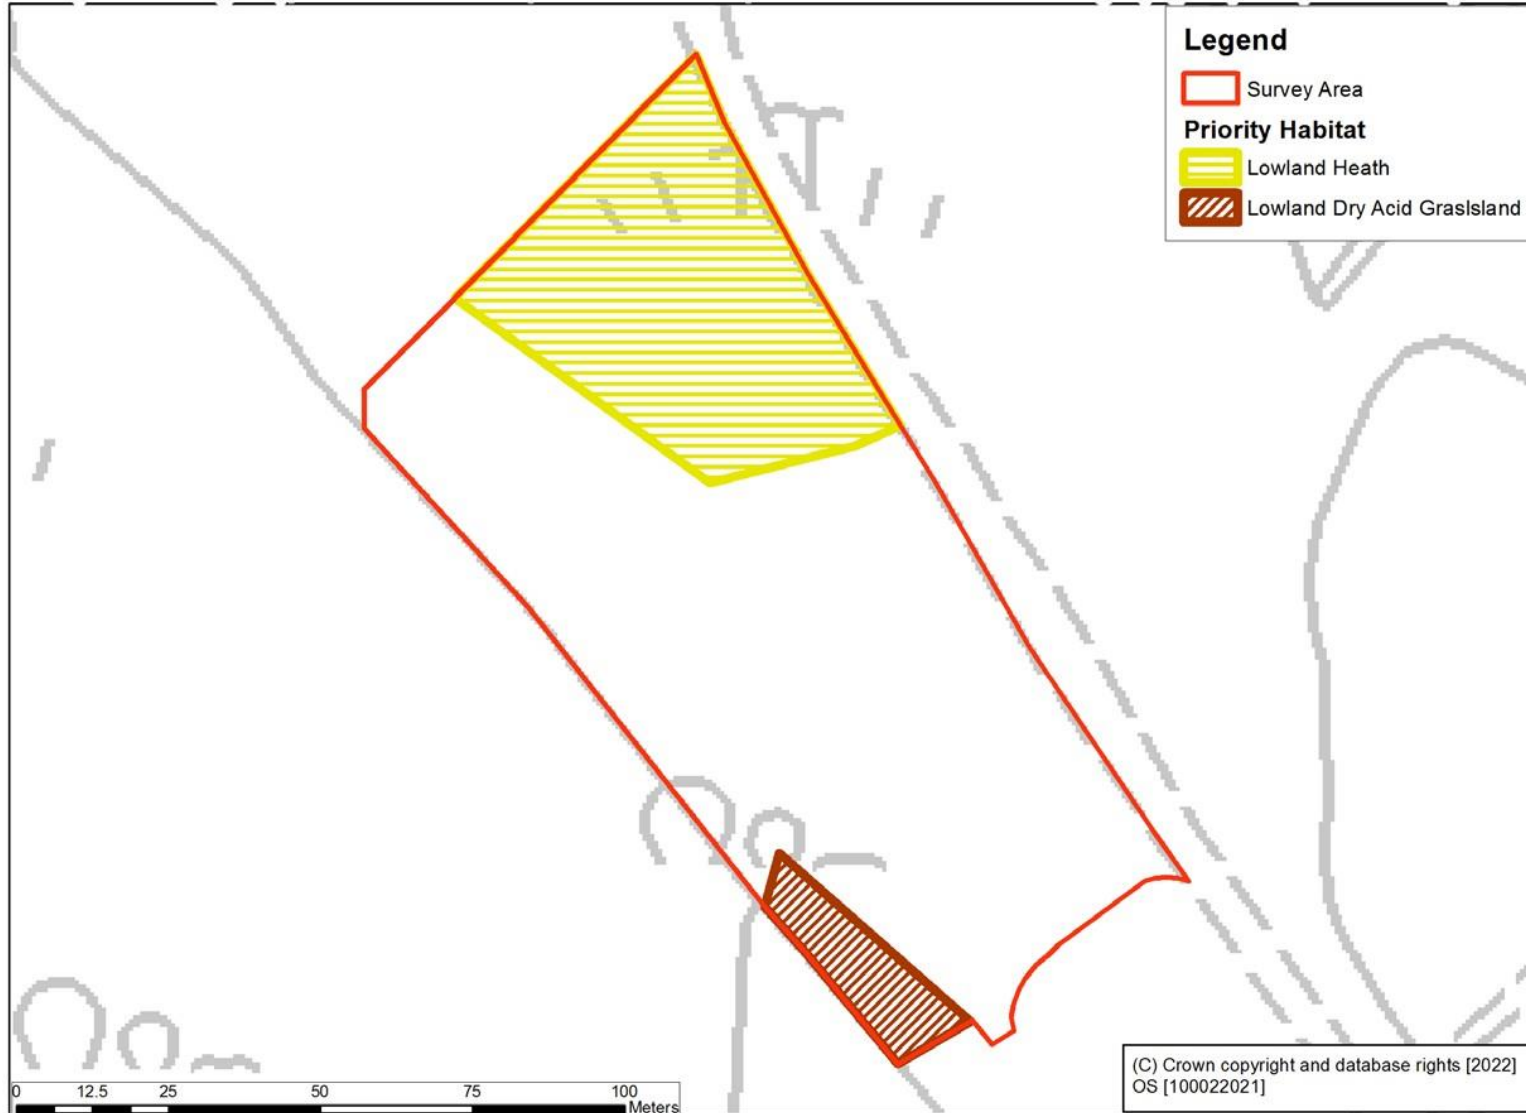 Legend
Survey Area
Priority Habitat
Lowland Heath
Lowland Dry Acid Graslsland
(C) Crown copyright and database rights [2022]
OS [100022021]
0 12.5 25 50 75 100
Meters